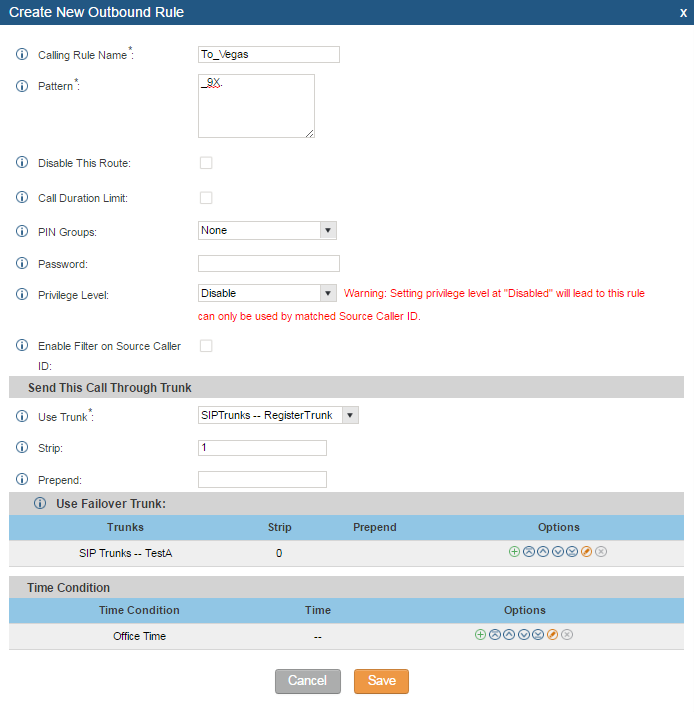 Create New Outbound Rule x
Calling Rule Name*: To_Vegas
Pattern*: _9X.
Disable This Route:
Call Duration Limit:
PIN Groups: None
Password:
Privilege Level: Disable Warning: Setting privilege level at "Disabled" will lead to this rule
can only be used by matched Source Caller ID.
Enable Filter on Source Caller
ID:
Send This Call Through Trunk
Use Trunk*: SIPTrunks -- RegisterTrunk
Strip: 1
Prepend:
Use Failover Trunk:
Trunks Strip Prepend Options
SIP Trunks -- TestA 0
Time Condition
Time Condition Time Options
Office Time --
Cancel Save